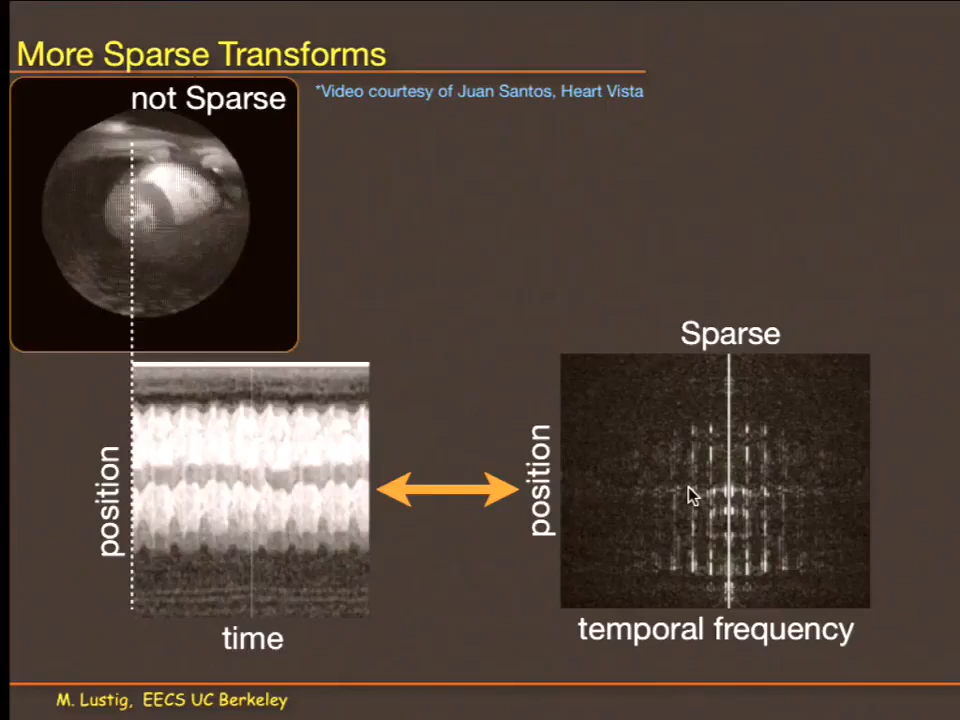 More Sparse Transforms
not Sparse
*Video courtesy of Juan Santos, Heart Vista
Sparse
position
position
time
temporal frequency
M. Lustig, EECS UC Berkeley